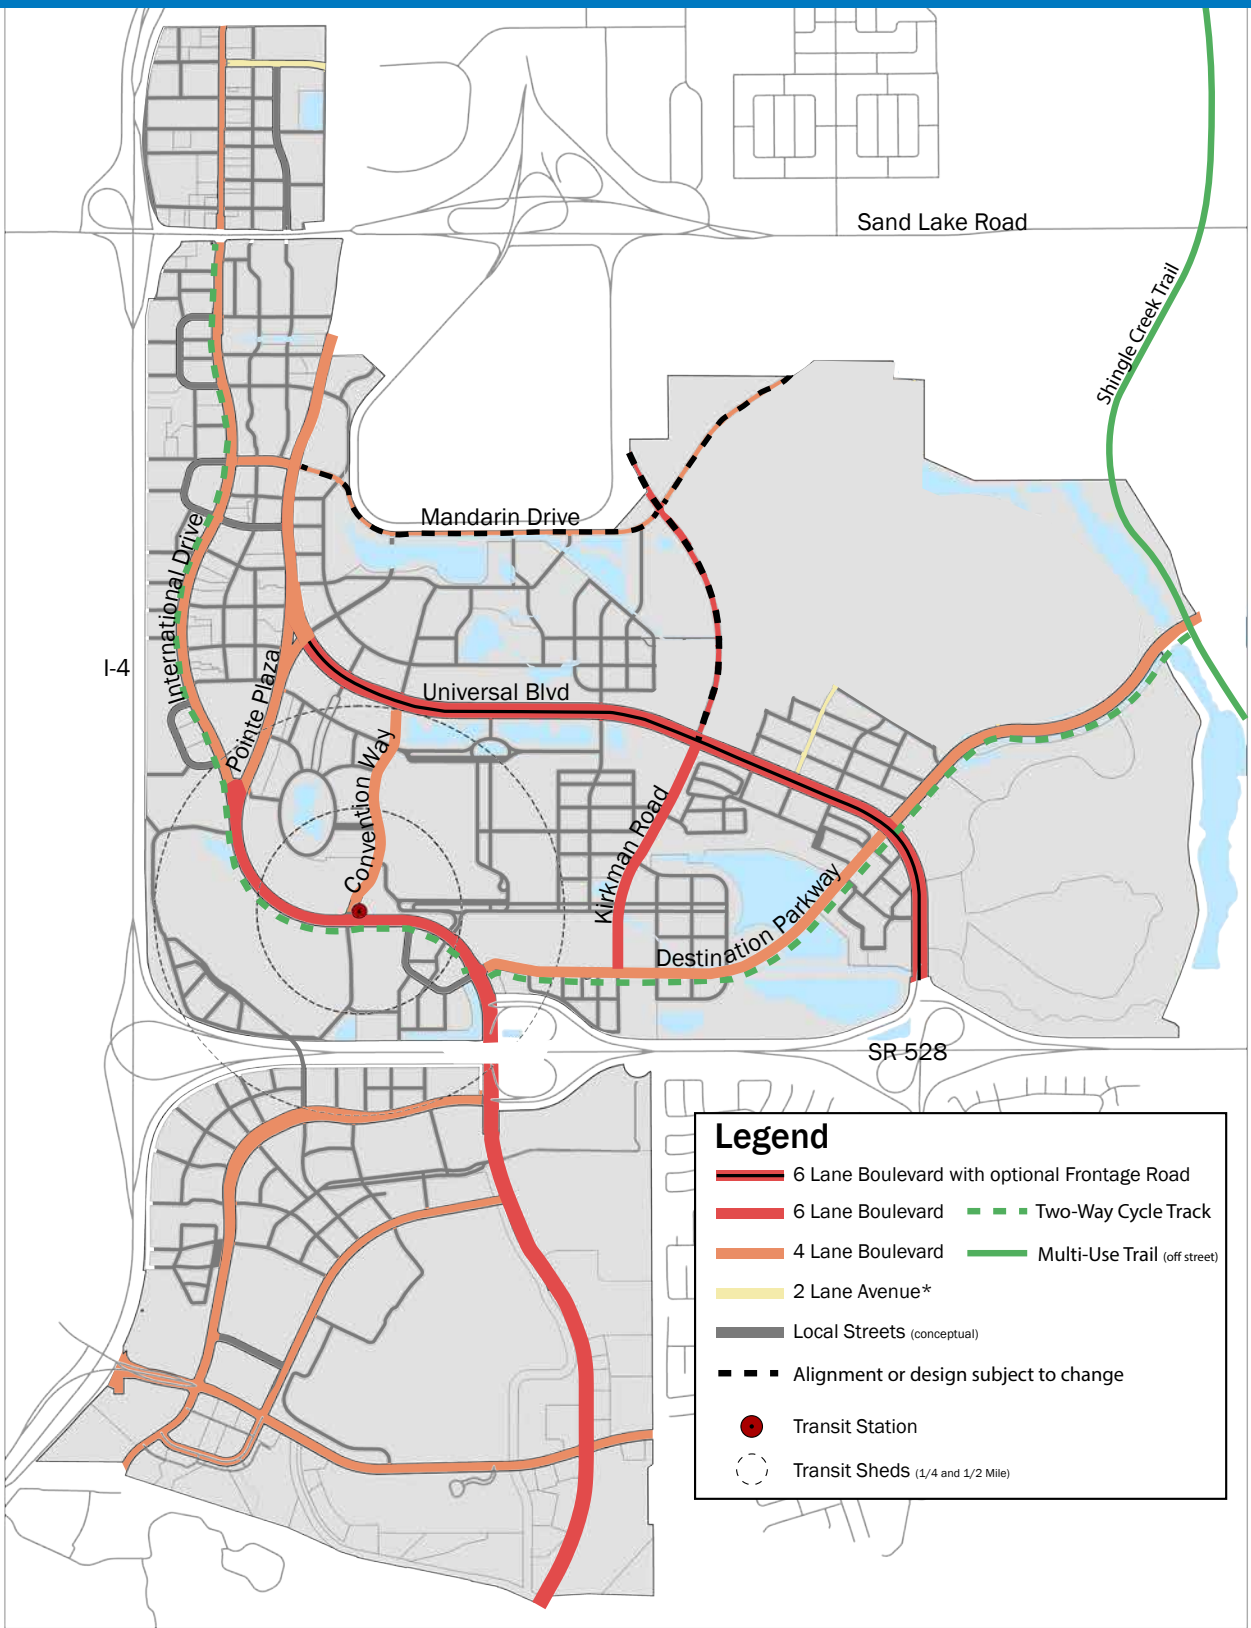 Sand Lake Road
Shingle Creek Trail
Mandarin Drive
International Drive
I-4
Pointe Plaza
Universal Blvd
Convention Way
Kirkman Road
Destination Parkway
SR 528
Legend
6 Lane Boulevard with optional Frontage Road
6 Lane Boulevard
Two-Way Cycle Track
4 Lane Boulevard
Multi-Use Trail (off street)
2 Lane Avenue*
Local Streets (conceptual)
Alignment or design subject to change
Transit Station
Transit Sheds (1/4 and 1/2 Mile)